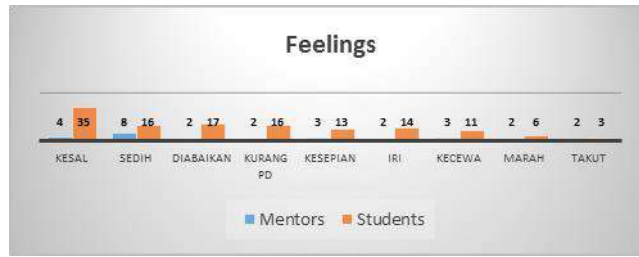 Feelings
4 35 8 16 2 17 2 16 3 13 2 14 3 11 2 6 2 3
KESAL SEDIH DIABAIKAN KURANG KESEPIAN IRI KECEWA MARAH TAKUT
PD
Mentors Students